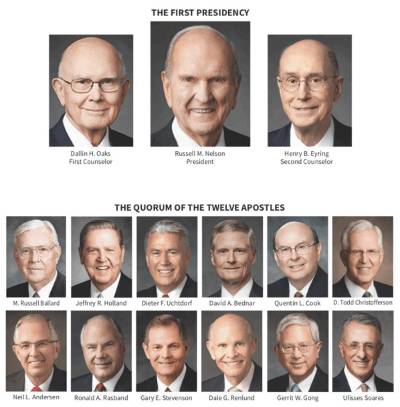 THE FIRST PRESIDENCY
Dallin H. Oaks
First Counselor
Russell M. Nelson
President
Henry B. Eyring
Second Counselor
THE QUORUM OF THE TWELVE APOSTLES
M. Russell Ballard
Jeffrey R. Holland
Dieter F. Uchtdorf
David A. Bednar
Quentin L. Cook
D. Todd Christofferson
Neil L. Andersen
Ronald A. Rasband
Gary E. Stevenson
Dale G. Renlund
Gerrit W. Gong
Ulisses Soares